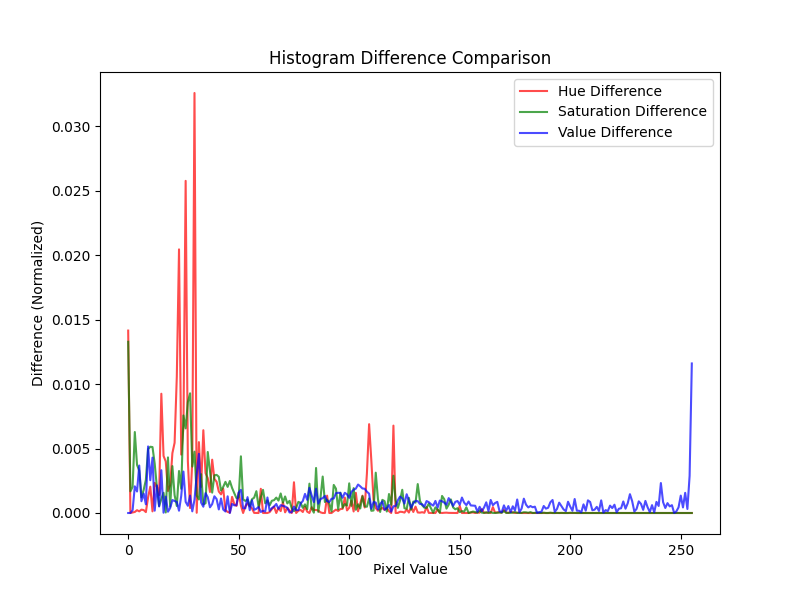 Histogram Difference Comparison
Hue Difference
Saturation Difference
Value Difference
Difference (Normalized)
0.030
0.025
0.020
0.015
0.010
0.005
0.000
0 50 100 150 200 250
Pixel Value